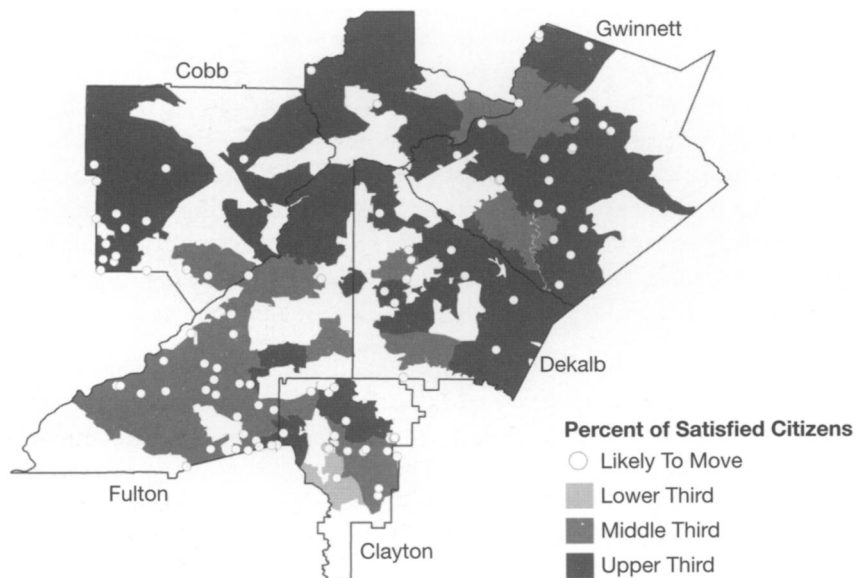 Gwinnett
Cobb
Dekalb
Percent of Satisfied Citizens
Likely To Move
Lower Third
Fulton
Middle Third
Clayton
Upper Third